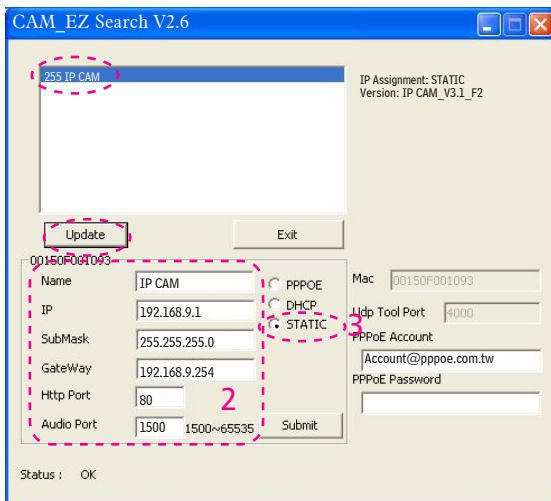 CAM_EZ Search V2.6
255 IP CAM
IP Assignment: STATIC
Version: IP CAM_V3.1_F2
Update
Exit
00150F001093
Name IP CAM
IP 192.168.9.1
SubMask 255.255.255.0
GateWay 192.168.9.254
Http Port 80
Audio Port 1500 1500~65535
2
PPPOE
DHCP
STATIC
3
Submit
Mac 00150F001093
Udp Tool Port 4000
PPPoE Account
Account@pppoe.com.tw
PPPoE Password
Status : OK